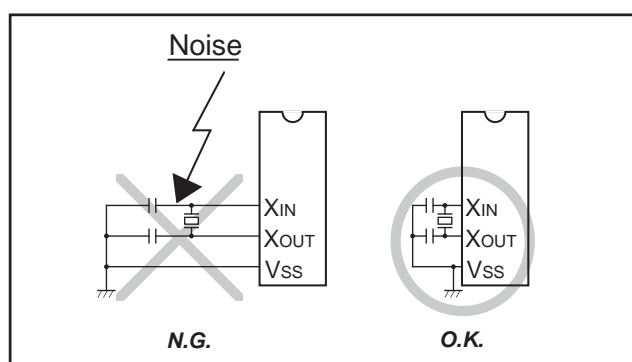 Noise
XIN
XOUT
VSS
N.G.
XIN
XOUT
VSS
O.K.